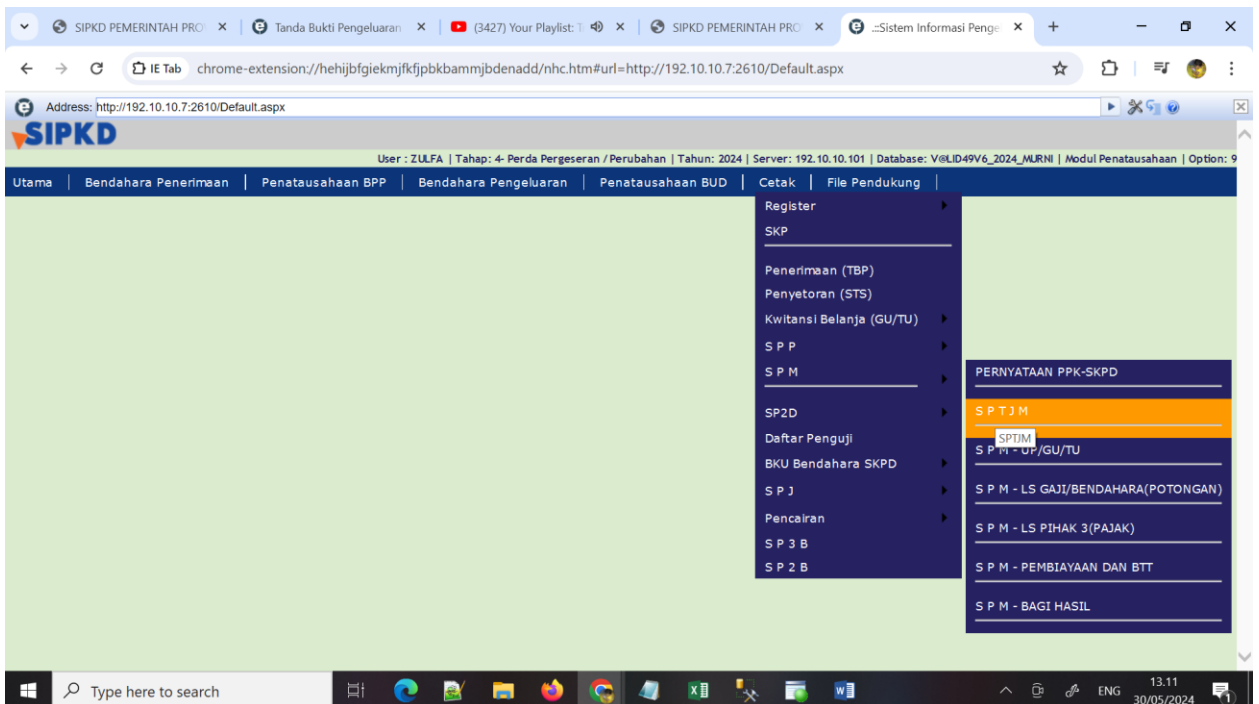 SIPKD PEMERINTAH PRO
Tanda Bukti Pengeluaran
(3427) Your Playlist: T
SIPKD PEMERINTAH PRO
.::Sistem Informasi Penge
IE Tab
chrome-extension://hehijbfgiekmjfkfjpbkbammjbdenadd/nhc.htm#url=http://192.10.10.7:2610/Default.aspx
Address: http://192.10.10.7:2610/Default.aspx
SIPKD
User : ZULFA | Tahap: 4- Perda Pergeseran / Perubahan | Tahun: 2024 | Server: 192.10.10.101 | Database: V@LID49V6_2024_MURNI | Modul Penatausahaan | Option: 9
Utama | Bendahara Penerimaan | Penatausahaan BPP | Bendahara Pengeluaran | Penatausahaan BUD | Cetak | File Pendukung |
Register
SKP
Penerimaan (TBP)
Penyetoran (STS)
Kwitansi Belanja (GU/TU)
S P P
S P M
SP2D
Daftar Penguji
BKU Bendahara SKPD
S P J
Pencairan
S P 3 B
S P 2 B
PERNYATAAN PPK-SKPD
S P T J M
SPTJM
S P M - UP/GU/TU
S P M - LS GAJI/BENDAHARA(POTONGAN)
S P M - LS PIHAK 3(PAJAK)
S P M - PEMBIAYAAN DAN BTT
S P M - BAGI HASIL
Type here to search
ENG
13.11
30/05/2024
1